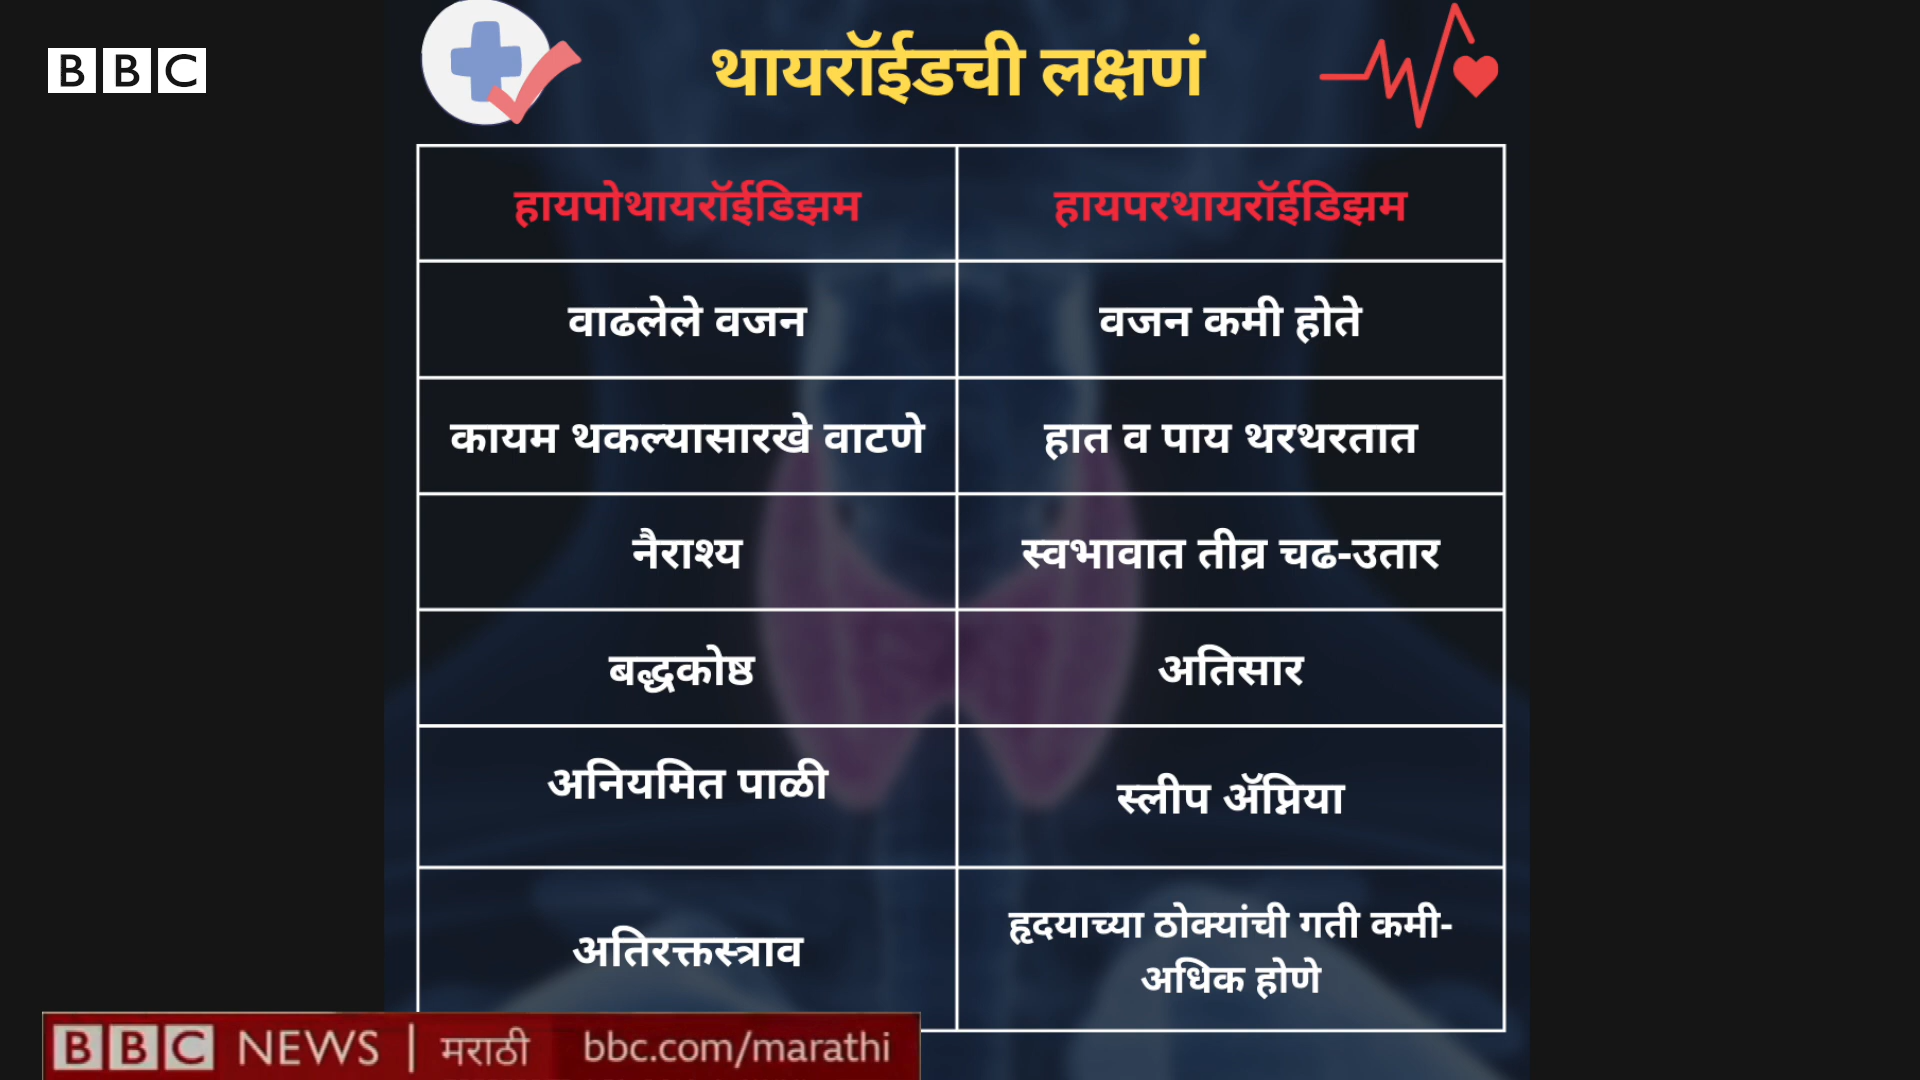 BBC
थायरॉईडची लक्षणं
हायपोथायरॉईडिझम
हायपरथायरॉईडिझम
वाढलेले वजन
वजन कमी होते
कायम थकल्यासारखे वाटणे
हात व पाय थरथरतात
नैराश्य
स्वभावात तीव्र चढ-उतार
बद्धकोष्ठ
अतिसार
अनियमित पाळी
स्लीप ॲप्निया
अतिरक्तस्त्राव
हृदयाच्या ठोक्यांची गती कमी-
अधिक होणे
BBC NEWS | मराठी bbc.com/marathi